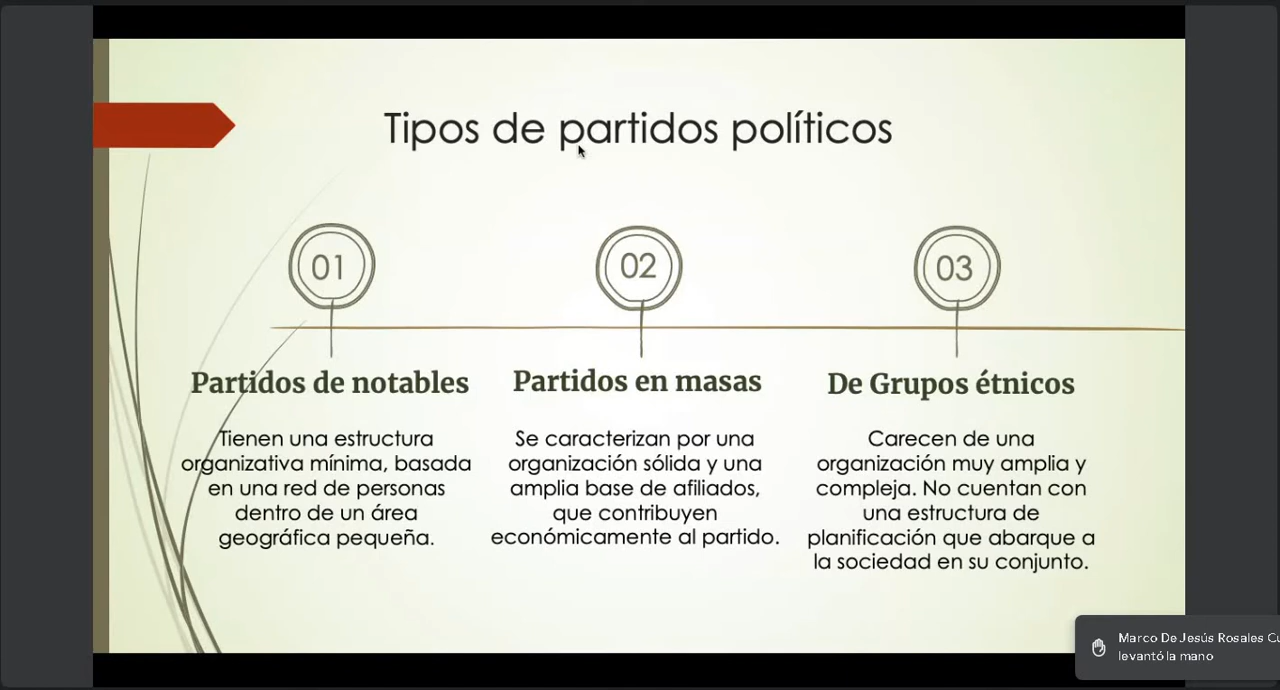 Tipos de partidos políticos
01
02
03
Partidos de notables
Tienen una estructura
organizativa mínima, basada
en una red de personas
dentro de un área
geográfica pequeña.
Partidos en masas
Se caracterizan por una
organización sólida y una
amplia base de afiliados,
que contribuyen
económicamente al partido.
De Grupos étnicos
Carecen de una
organización muy amplia y
compleja. No cuentan con
una estructura de
planificación que abarque a
la sociedad en su conjunto.
Marco De Jesús Rosales
levantó la mano